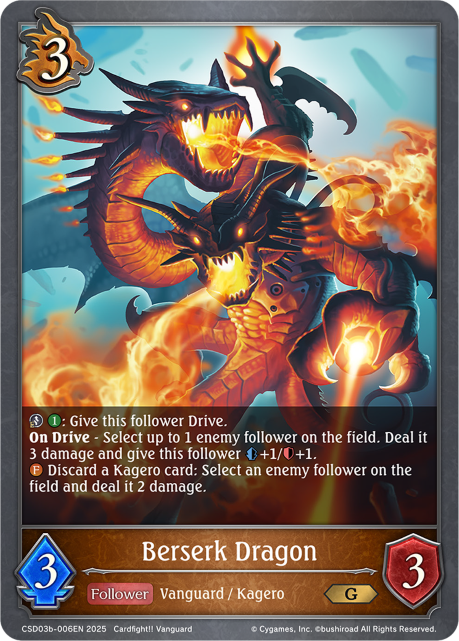 3
1: Give this follower Drive.
On Drive - Select up to 1 enemy follower on the field. Deal it
3 damage and give this follower +1/+1.
F Discard a Kagero card: Select an enemy follower on the
field and deal it 2 damage.
Berserk Dragon
3
Follower Vanguard / Kagero G
3
CSD03b-006EN 2025 Cardfight!! Vanguard © Cygames, Inc. ©bushiroad All Rights Reserved.